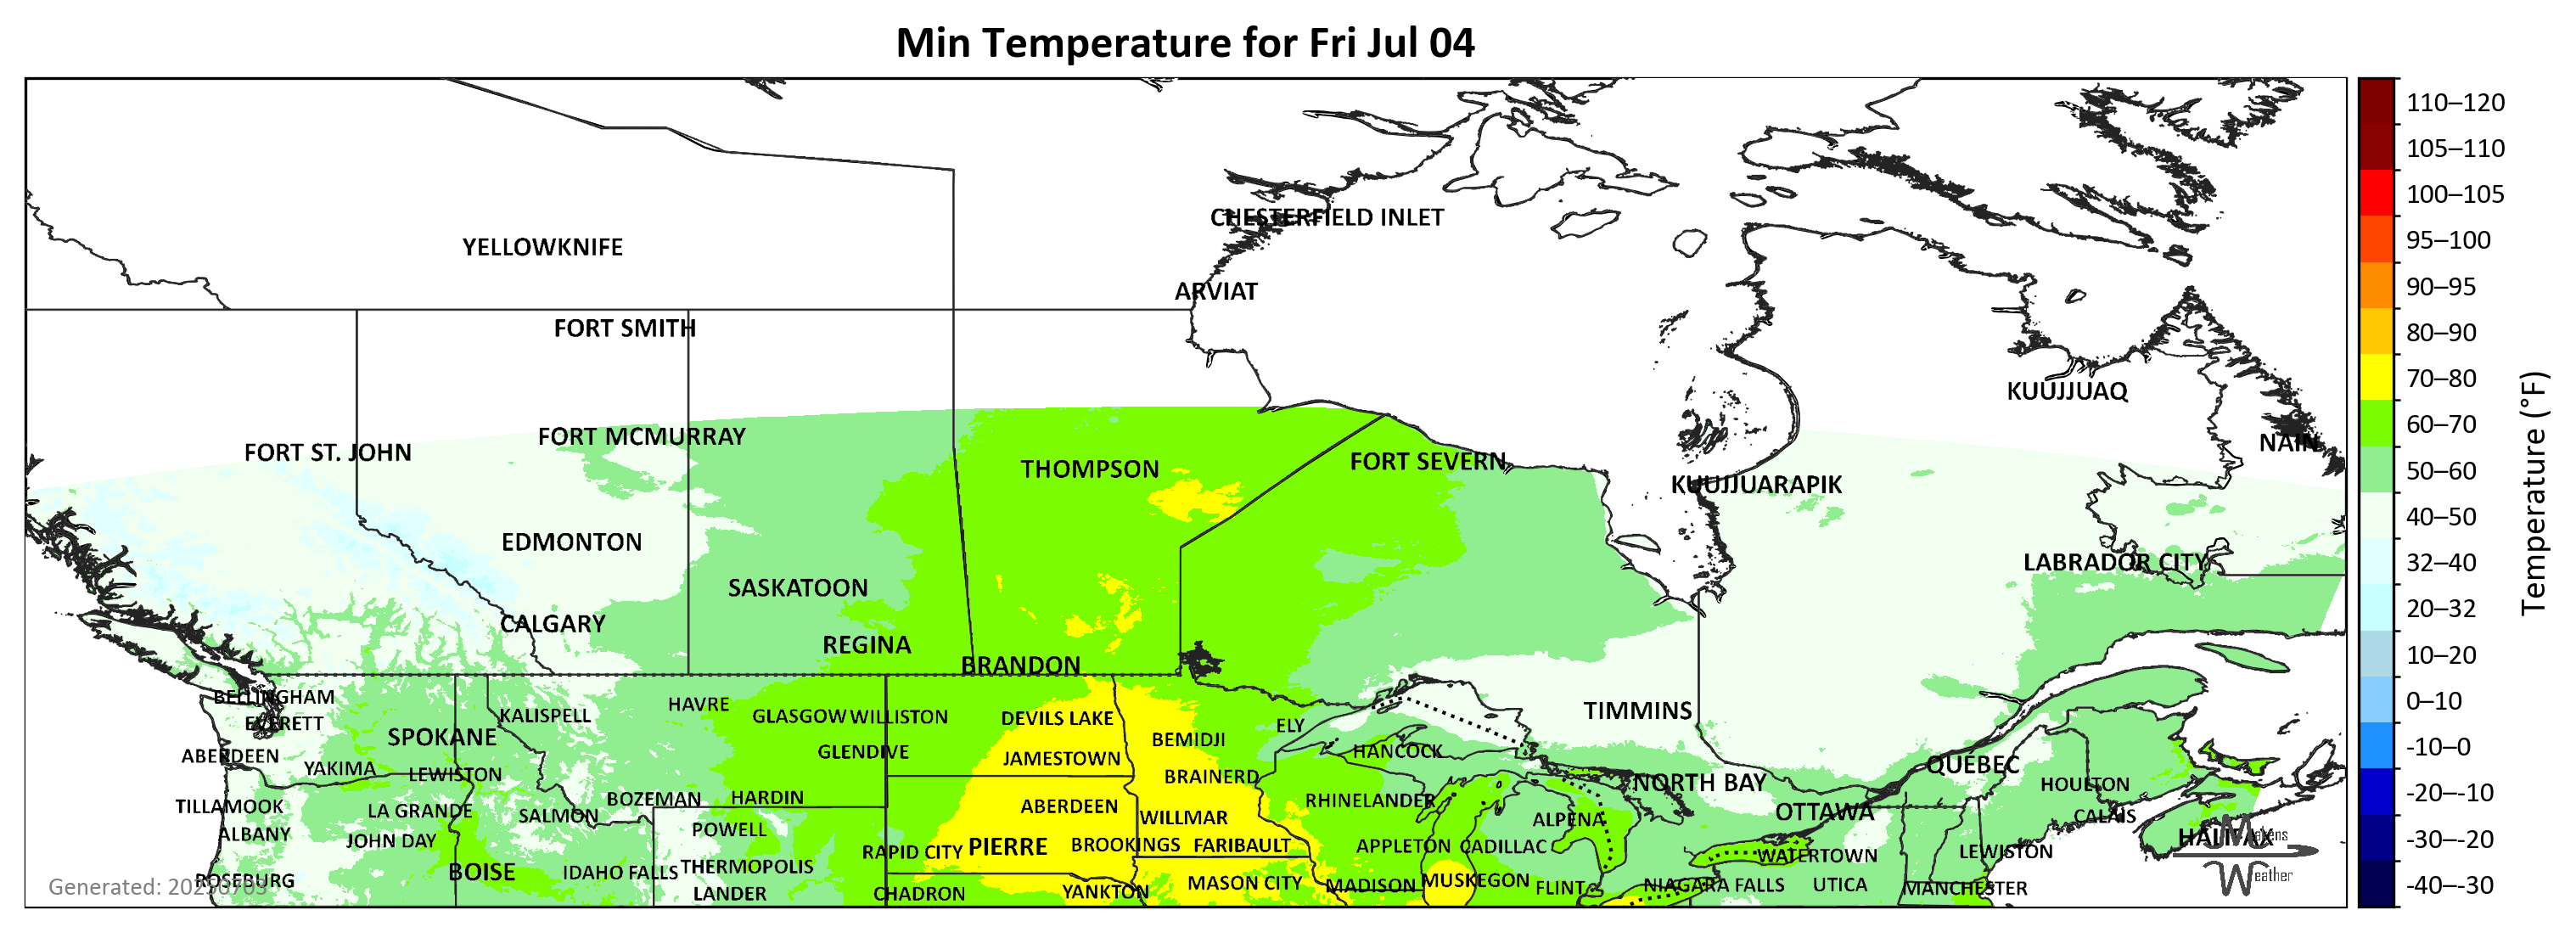 Min Temperature for Fri Jul 04
CHESTERFIELD INLET
YELLOWKNIFE
ARVIAT
FORT SMITH
KUUJJUAQ
FORT MCMURRAY
NAIN
FORT ST. JOHN
FORT SEVERN
THOMPSON
KUUJJUARAPIK
EDMONTON
LABRADOR CITY
SASKATOON
CALGARY
REGINA
BRANDON
BELLINGHAM
HAVRE
TIMMINS
KALISPELL
GLASGOW
WILLISTON
DEVILS LAKE
EVERETT
ELY
SPOKANE
BEMIDJI
HANCOCK
ABERDEEN
GLENDIVE
JAMESTOWN
QUEBEC
YAKIMA
LEWISTON
BRAINERD
NORTH BAY
HOULTON
BOZEMAN
HARDIN
RHINELANDER
TILLAMOOK
LA GRANDE
SALMON
ABERDEEN
WILLMAR
ALPENA
OTTAWA
CALAIS
ALBANY
JOHN DAY
POWELL
RAPID CITY
PIERRE
BROOKINGS
FARIBAULT
APPLETON
CADILLAC
WATERTOWN
LEWISTON
HALIFAX
BOISE
IDAHO FALLS
THERMOPOLIS
ROSEBURG
LANDER
CHADRON
YANKTON
MASON CITY
MADISON
MUSKEGON
FLINT
NIAGARA FALLS
UTICA
MANCHESTER
Generated: 20250703
Makens
Weather
110–120
105–110
100–105
95–100
90–95
80–90
70–80
60–70
50–60
40–50
32–40
20–32
10–20
0–10
-10–0
-20–-10
-30–-20
-40–-30
Temperature (°F)